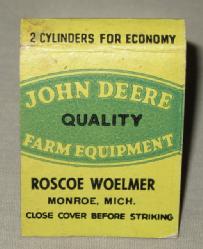 2 CYLINDERS FOR ECONOMY
JOHN DEERE
QUALITY
FARM EQUIPMENT
ROSCOE WOELMER
MONROE, MICH.
CLOSE COVER BEFORE STRIKING